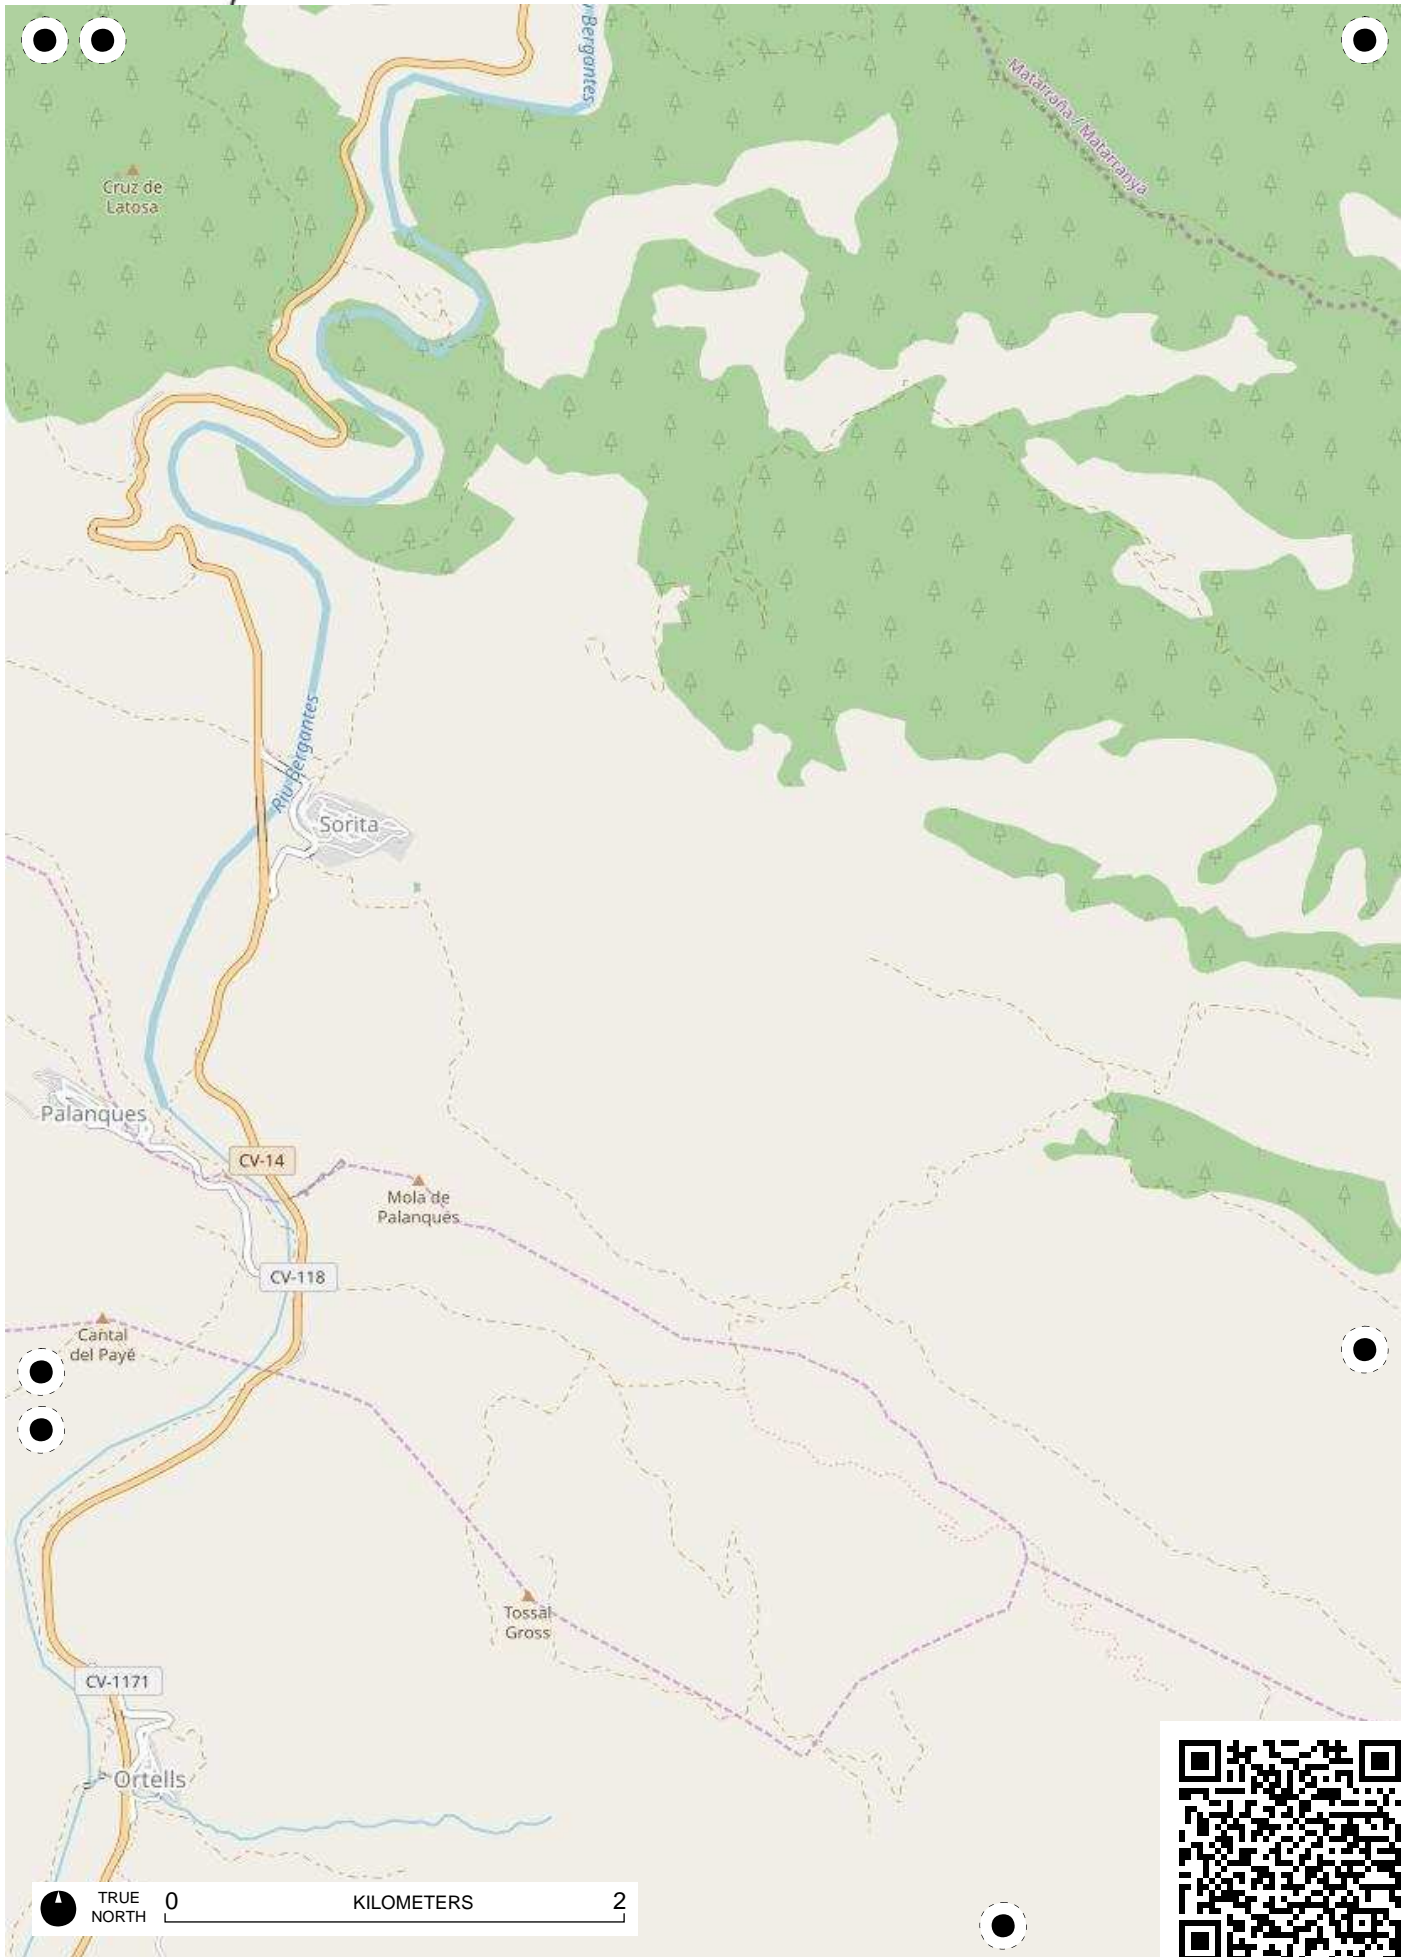 Riu Bergantes
Matarraña / Matarranya
Cruz de
Latosa
Riu Bergantes
Sorita
Palanques
CV-14
Mola de
Palanques
CV-118
Cantal
del Payé
Tossal
Gross
CV-1171
Ortells
TRUE
NORTH
0 KILOMETERS 2